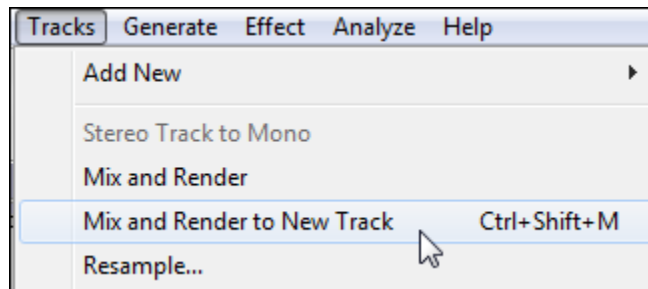 Tracks Generate Effect Analyze Help
Add New
Stereo Track to Mono
Mix and Render
Mix and Render to New Track Ctrl+Shift+M
Resample...